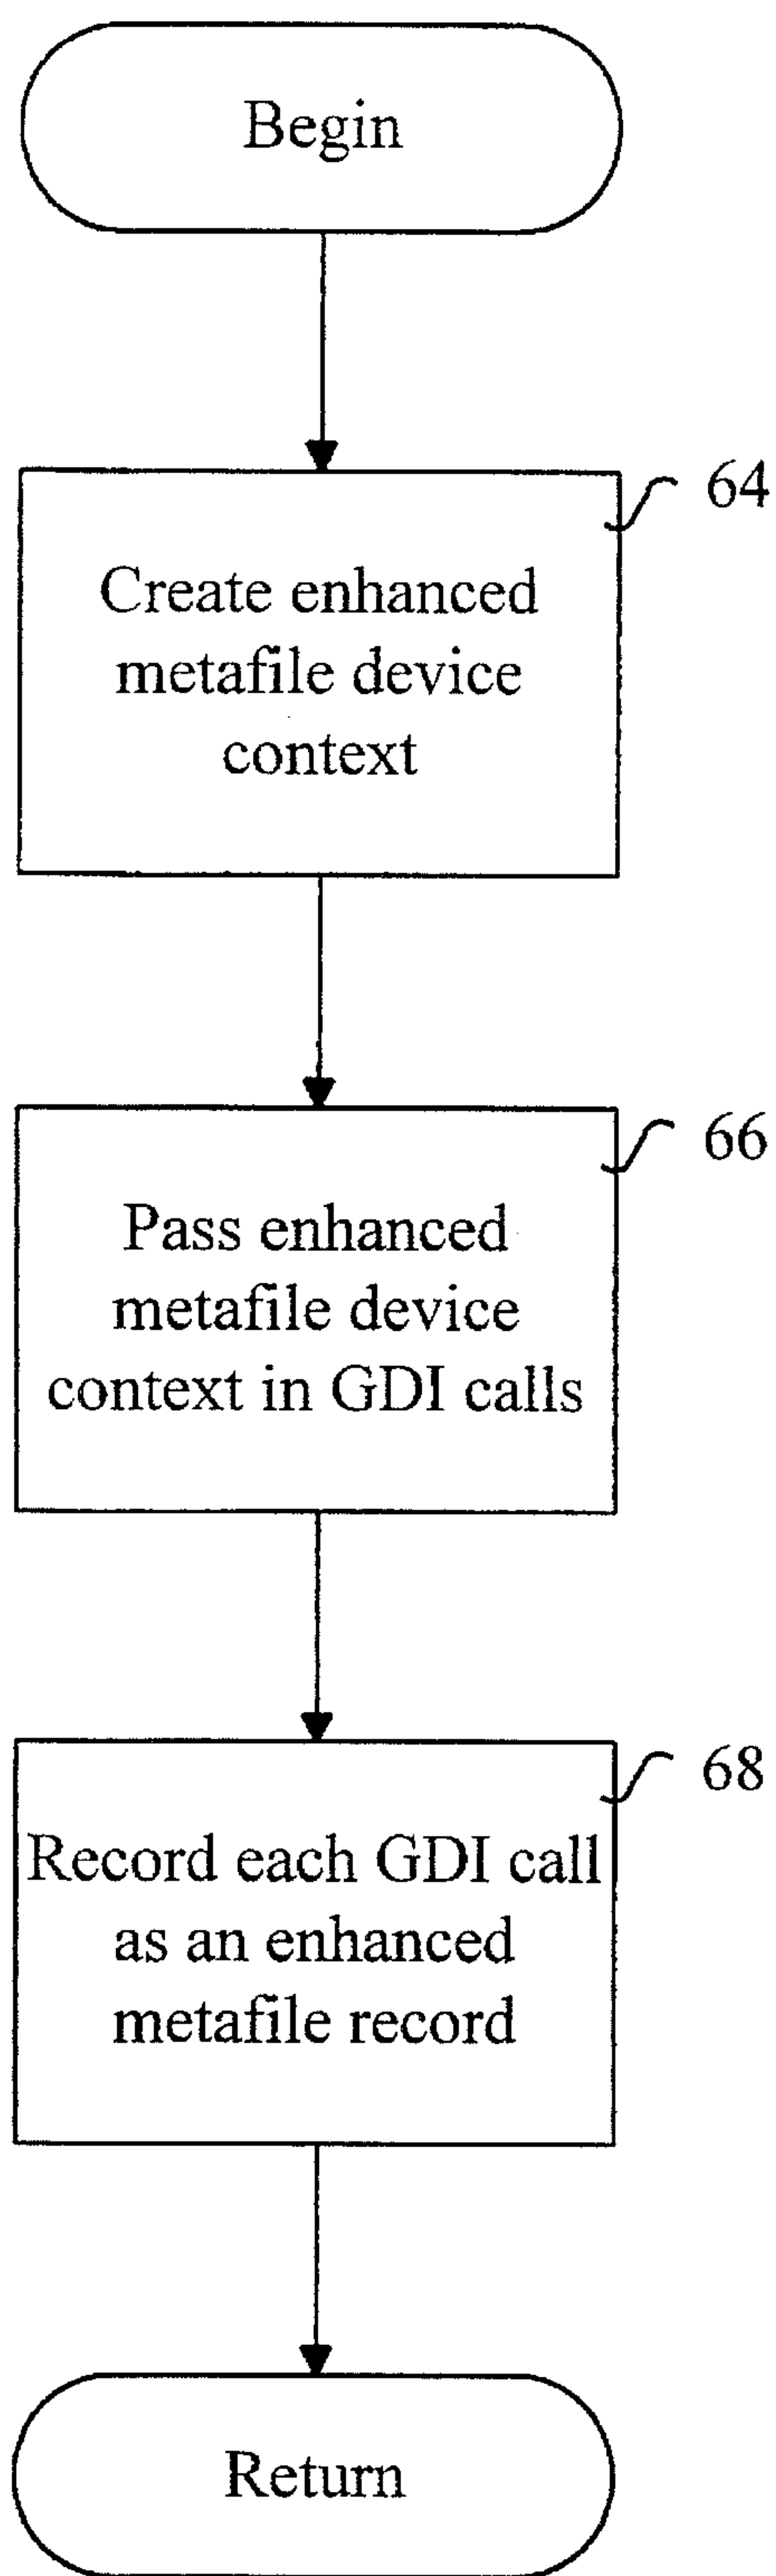 Begin
64
Create enhanced
metafile device
context
66
Pass enhanced
metafile device
context in GDI calls
68
Record each GDI call
as an enhanced
metafile record
Return